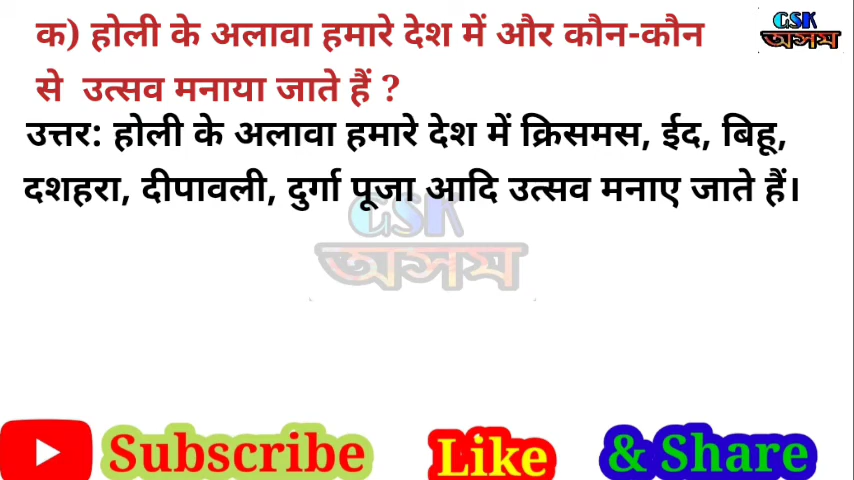 क) होली के अलावा हमारे देश में और कौन-कौन
से उत्सव मनाया जाते हैं ?
उत्तर: होली के अलावा हमारे देश में क्रिसमस, ईद, बिहू,
दशहरा, दीपावली, दुर्गा पूजा आदि उत्सव मनाए जाते हैं।
GSK
অসম
GSK
অসম
Subscribe
Like
& Share